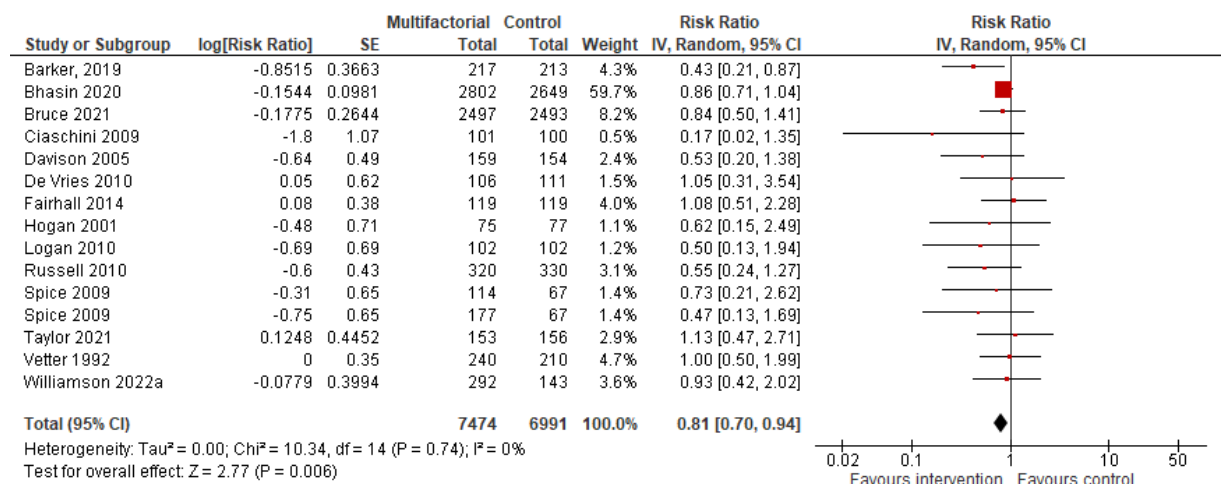 Multifactorial Control Risk Ratio Risk Ratio
Study or Subgroup log[Risk Ratio] SE Total Total Weight IV, Random, 95% CI IV, Random, 95% CI
Barker, 2019 -0.8515 0.3663 217 213 4.3% 0.43 [0.21, 0.87]
Bhasin 2020 -0.1544 0.0981 2802 2649 59.7% 0.86 [0.71, 1.04]
Bruce 2021 -0.1775 0.2644 2497 2493 8.2% 0.84 [0.50, 1.41]
Ciaschini 2009 -1.8 1.07 101 100 0.5% 0.17 [0.02, 1.35]
Davison 2005 -0.64 0.49 159 154 2.4% 0.53 [0.20, 1.38]
De Vries 2010 0.05 0.62 106 111 1.5% 1.05 [0.31, 3.54]
Fairhall 2014 0.08 0.38 119 119 4.0% 1.08 [0.51, 2.28]
Hogan 2001 -0.48 0.71 75 77 1.1% 0.62 [0.15, 2.49]
Logan 2010 -0.69 0.69 102 102 1.2% 0.50 [0.13, 1.94]
Russell 2010 -0.6 0.43 320 330 3.1% 0.55 [0.24, 1.27]
Spice 2009 -0.31 0.65 114 67 1.4% 0.73 [0.21, 2.62]
Spice 2009 -0.75 0.65 177 67 1.4% 0.47 [0.13, 1.69]
Taylor 2021 0.1248 0.4452 153 156 2.9% 1.13 [0.47, 2.71]
Vetter 1992 0 0.35 240 210 4.7% 1.00 [0.50, 1.99]
Williamson 2022a -0.0779 0.3994 292 143 3.6% 0.93 [0.42, 2.02]
Total (95% CI) 7474 6991 100.0% 0.81 [0.70, 0.94]
Heterogeneity: Tau² = 0.00; Chi² = 10.34, df = 14 (P = 0.74); I² = 0%
Test for overall effect: Z = 2.77 (P = 0.006)
0.02 0.1 1 10 50
Favours intervention Favours control